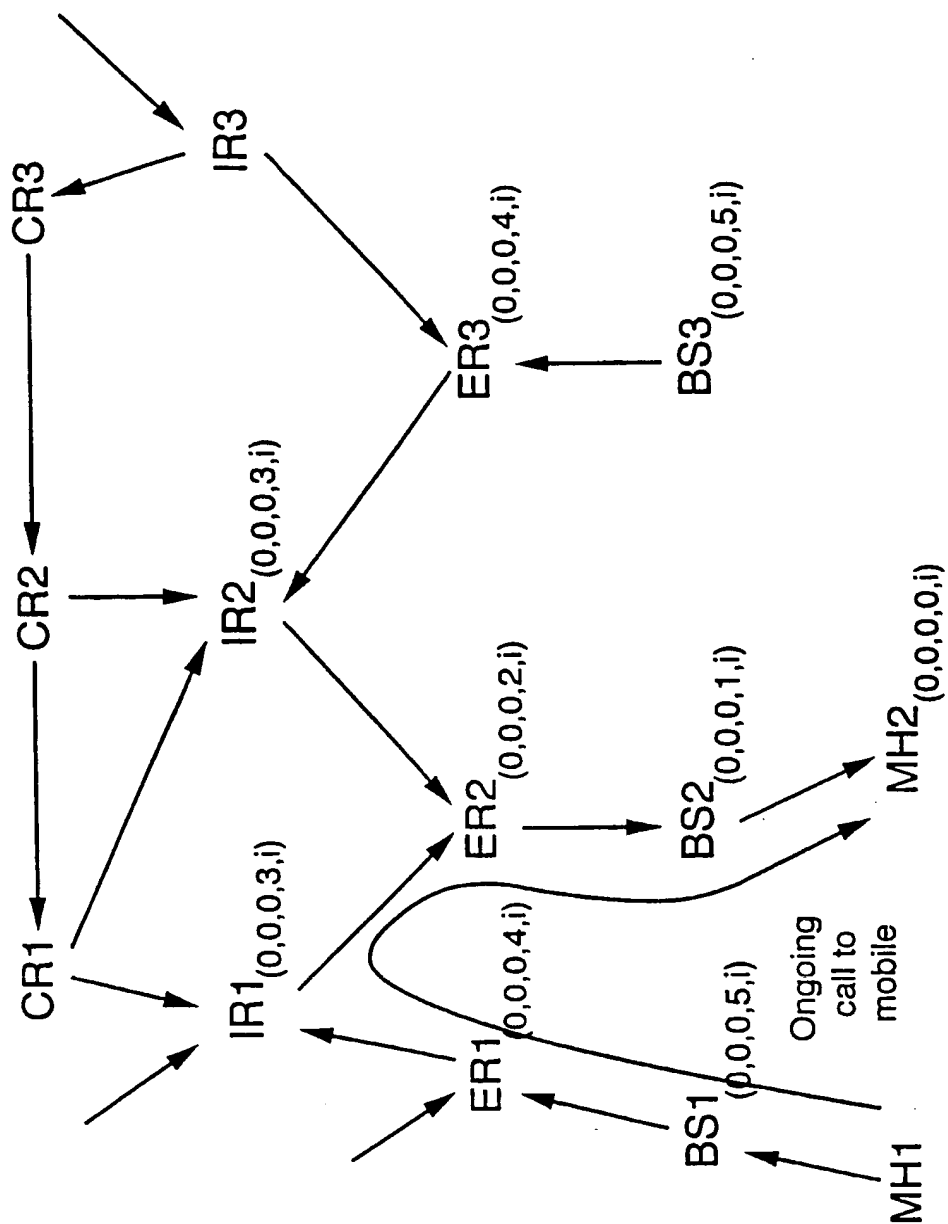 CR1
CR2
CR3
IR1(0,0,0,3,i)
IR2(0,0,0,3,i)
IR3
ER1(0,0,0,4,i)
ER2(0,0,0,2,i)
ER3(0,0,0,4,i)
BS1(0,0,0,5,i)
BS2(0,0,0,1,i)
BS3(0,0,0,5,i)
Ongoing
call to
mobile
MH1
MH2(0,0,0,0,i)